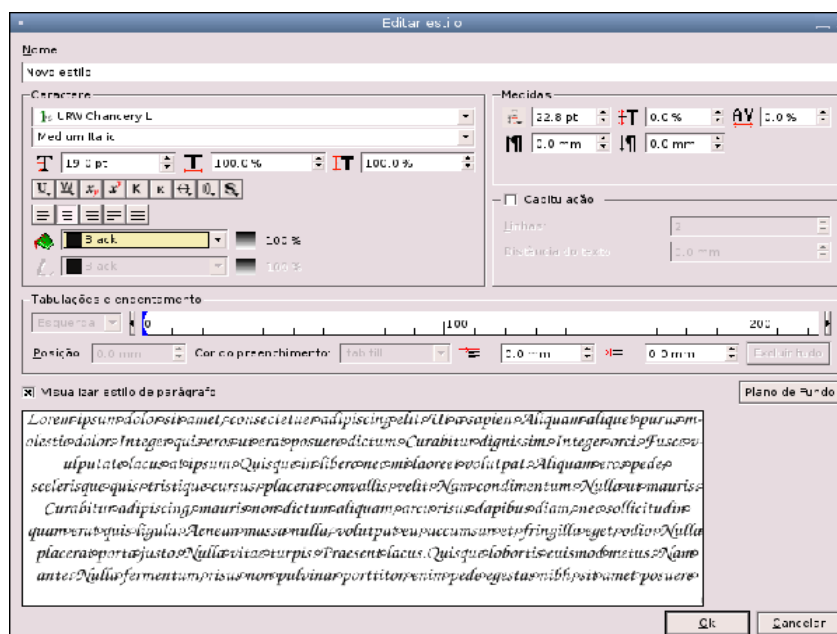 Editar estilo
Nome
Novo estilo
Caractere
URW Chancery L
Medium Italic
19.0 pt 100.0 % 100.0 %
Black 100 %
Black 100 %
Medidas
22.8 pt 0.0 % 0.0 %
0.0 mm 0.0 mm
Capitulação
Linhas: 2
Distância do texto: 0.0 mm
Tabulações e endentamento
Esquerda 0 100 200
Posição 0.0 mm Cor do preenchimento: 0.0 mm 0.0 mm Excluir tudo
Visualizar estilo de parágrafo Plano de Fundo
Lorem ipsum dolor sit amet, consectetuer adipiscing elit. Ut a sapien. Aliquam aliquet purus m-
olestie dolor. Integer quis eros ut erat posuere dictum. Curabitur dignissim. Integer orci. Fusce v-
ulputate lacus at ipsum. Quisque in libero nec mi laoreet volutpat. Aliquam eros pede,
scelerisque quis, tristique cursus, placerat convallis, velit. Nam condimentum. Nulla ut mauris.
Curabitur adipiscing, mauris non dictum aliquam, arcu risus dapibus diam, nec sollicitudin
quam erat quis ligula. Aenean massa nulla, volutpat eu, accumsan et, fringilla eget, odio. Nulla
placerat porta justo. Nulla vitae turpis. Praesent lacus. Quisque lobortis euismod metus. Nam
ante. Nulla fermentum, risus non pulvinar porttitor, enim pede egestas nibh, sit amet posuere
Ok Cancelar